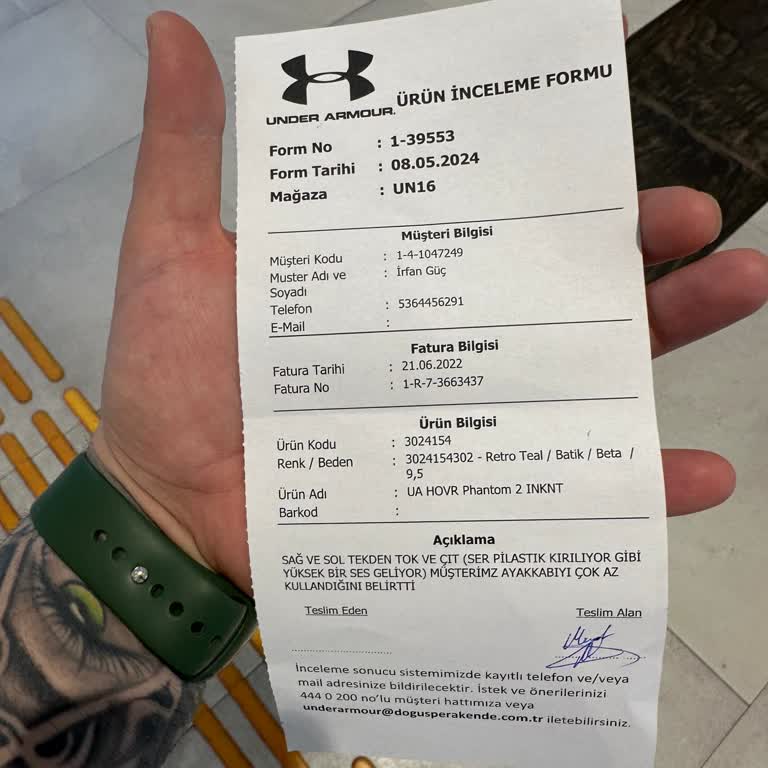 UNDER ARMOUR.
ÜRÜN İNCELEME FORMU
Form No : 1-39553
Form Tarihi : 08.05.2024
Mağaza : UN16
Müşteri Bilgisi
Müşteri Kodu : 1-4-1047249
Muster Adı ve : İrfan Güç
Soyadı
Telefon : 5364456291
E-Mail :
Fatura Bilgisi
Fatura Tarihi : 21.06.2022
Fatura No : 1-R-7-3663437
Ürün Bilgisi
Ürün Kodu : 3024154
Renk / Beden : 3024154302 - Retro Teal / Batik / Beta /
9,5
Ürün Adı : UA HOVR Phantom 2 INKNT
Barkod :
Açıklama
SAĞ VE SOL TEKDEN TOK VE ÇIT (SER PİLASTIK KIRILIYOR GİBİ
YÜKSEK BİR SES GELİYOR) MÜŞTERİMZ AYAKKABIYI ÇOK AZ
KULLANDIĞINI BELİRTTİ
Teslim Eden Teslim Alan
İnceleme sonucu sistemimizde kayıtlı telefon ve/veya
mail adresinize bildirilecektir. İstek ve önerilerinizi
444 0 200 no'lu müşteri hattımıza veya
underarmour@dogusperakende.com.tr iletebilirsiniz.